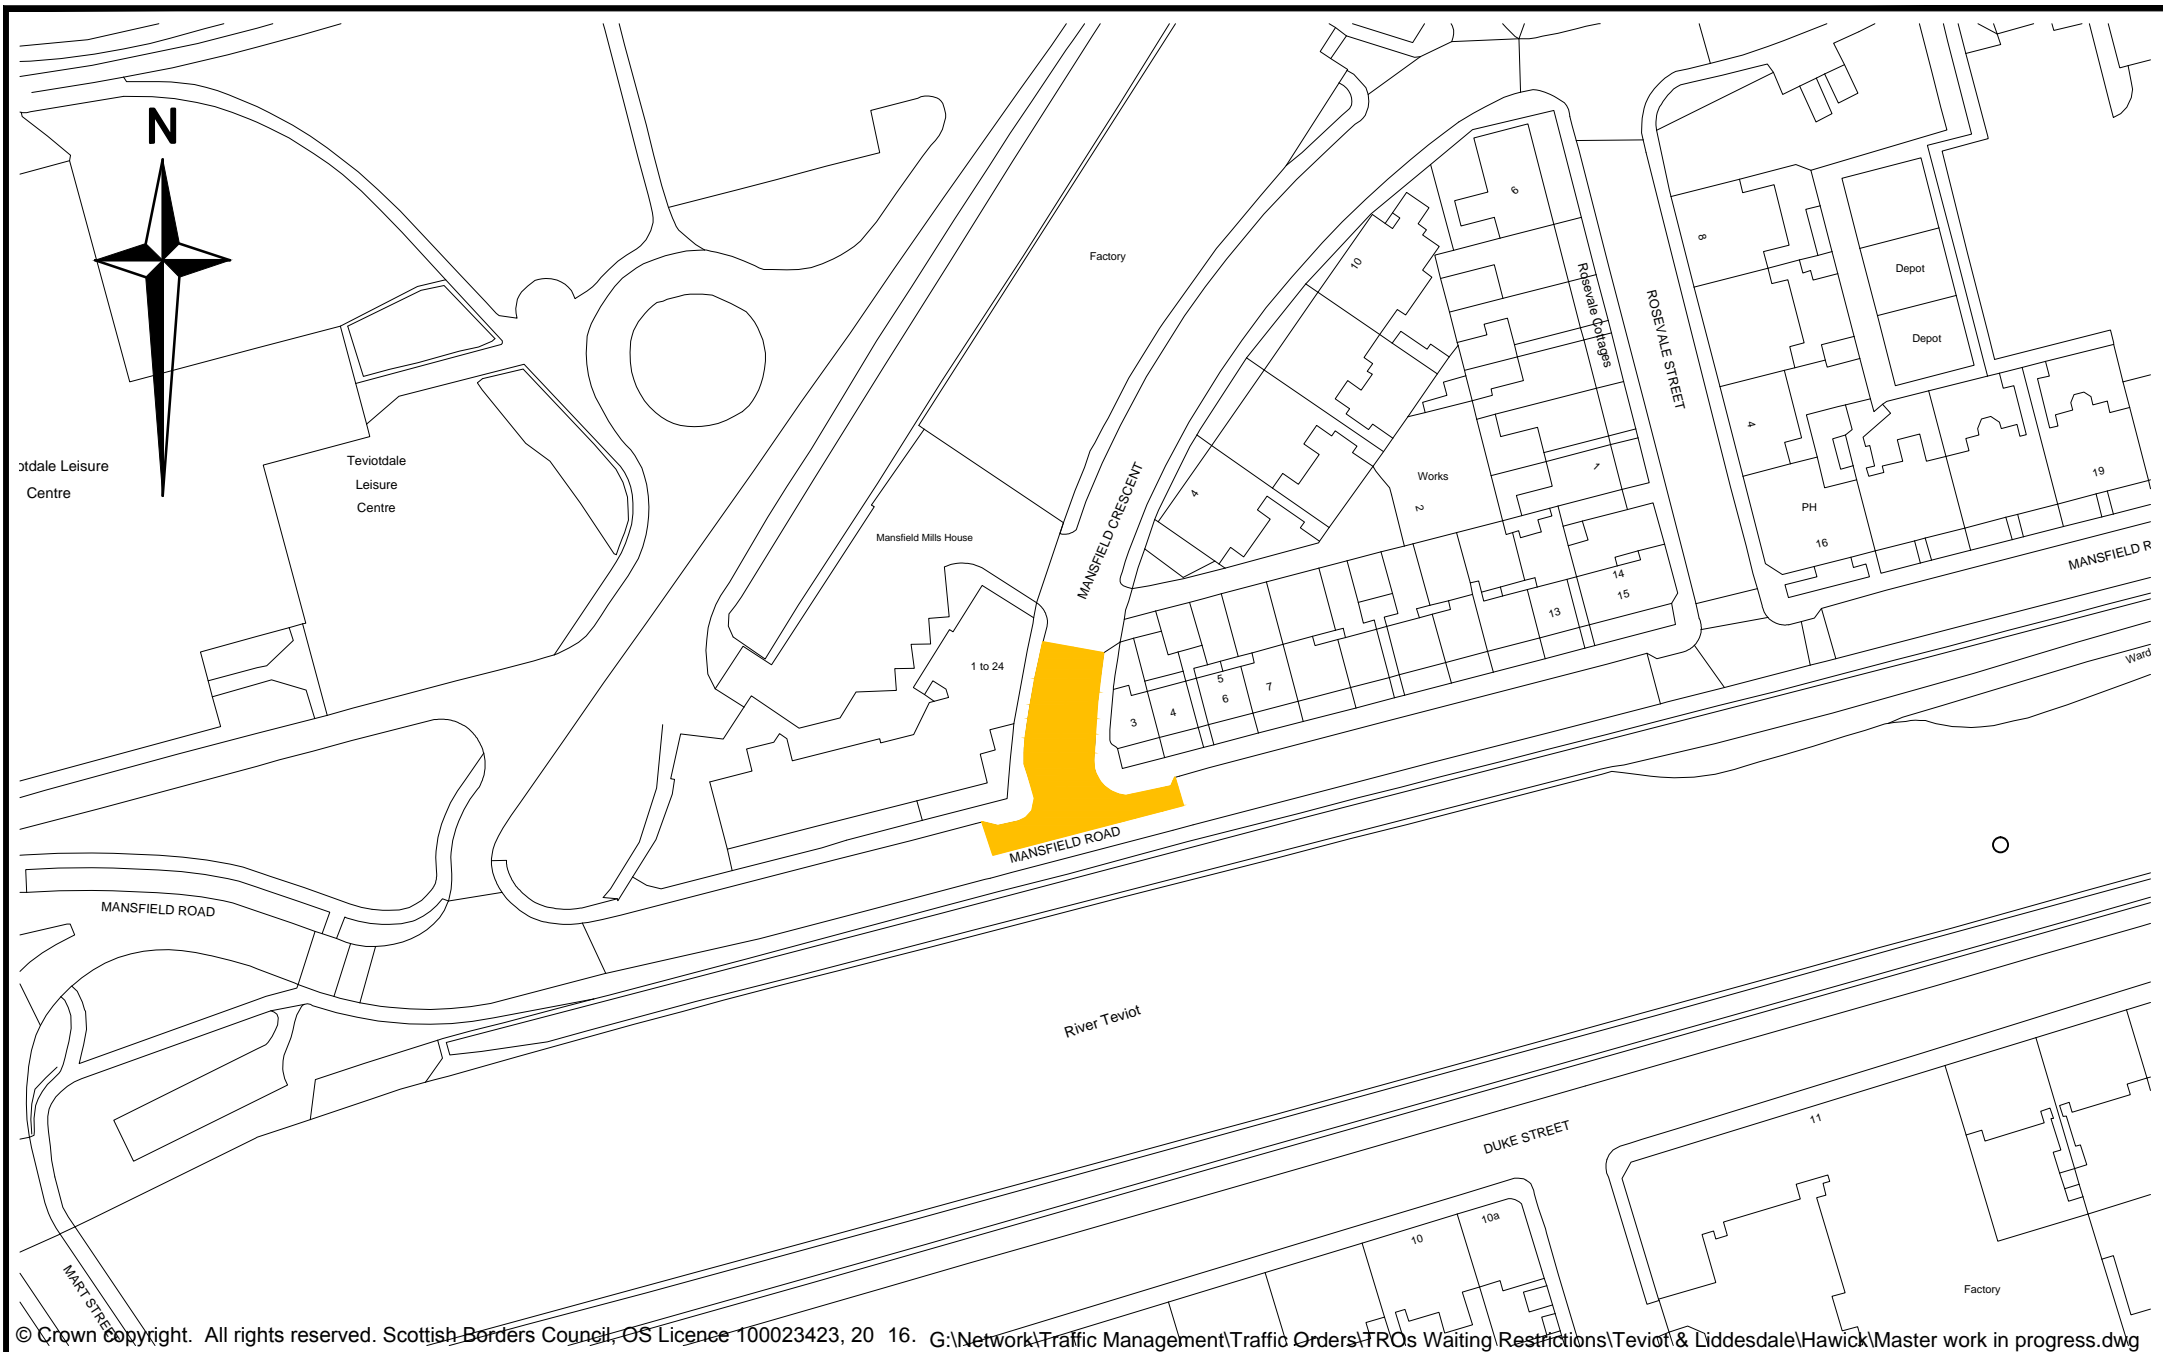 N
Factory
6
10
Rosevale Cottages
ROSEVALE STREET
8
Depot
Depot
4
otdale Leisure
Centre
Teviotdale
Leisure
Centre
Mansfield Mills House
MANSFIELD CRESCENT
4
Works
2
1
19
PH
16
MANSFIELD R
14
15
13
1 to 24
3
4
5
6
7
Ward
MANSFIELD ROAD
MANSFIELD ROAD
River Teviot
DUKE STREET
11
10
10a
Factory
MART STREET
© Crown copyright. All rights reserved. Scottish Borders Council, OS Licence 100023423, 20 16.
G:\Network\Traffic Management\Traffic Orders\TROs Waiting Restrictions\Teviot & Liddesdale\Hawick\Master work in progress.dwg